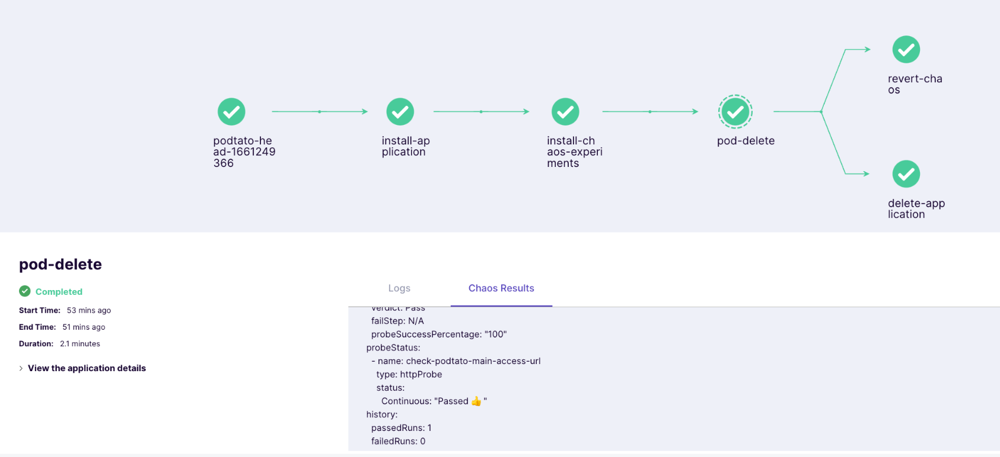 revert-cha
os
podtato-he
ad-1661249
366
install-ap
plication
install-ch
aos-experi
ments
pod-delete
delete-app
lication
pod-delete
Completed
Start Time: 53 mins ago
End Time: 51 mins ago
Duration: 2.1 minutes
View the application details
Logs
Chaos Results
verdict: Pass
failStep: N/A
probeSuccessPercentage: "100"
probeStatus:
- name: check-podtato-main-access-url
type: httpProbe
status:
Continuous: "Passed 👍 "
history:
passedRuns: 1
failedRuns: 0